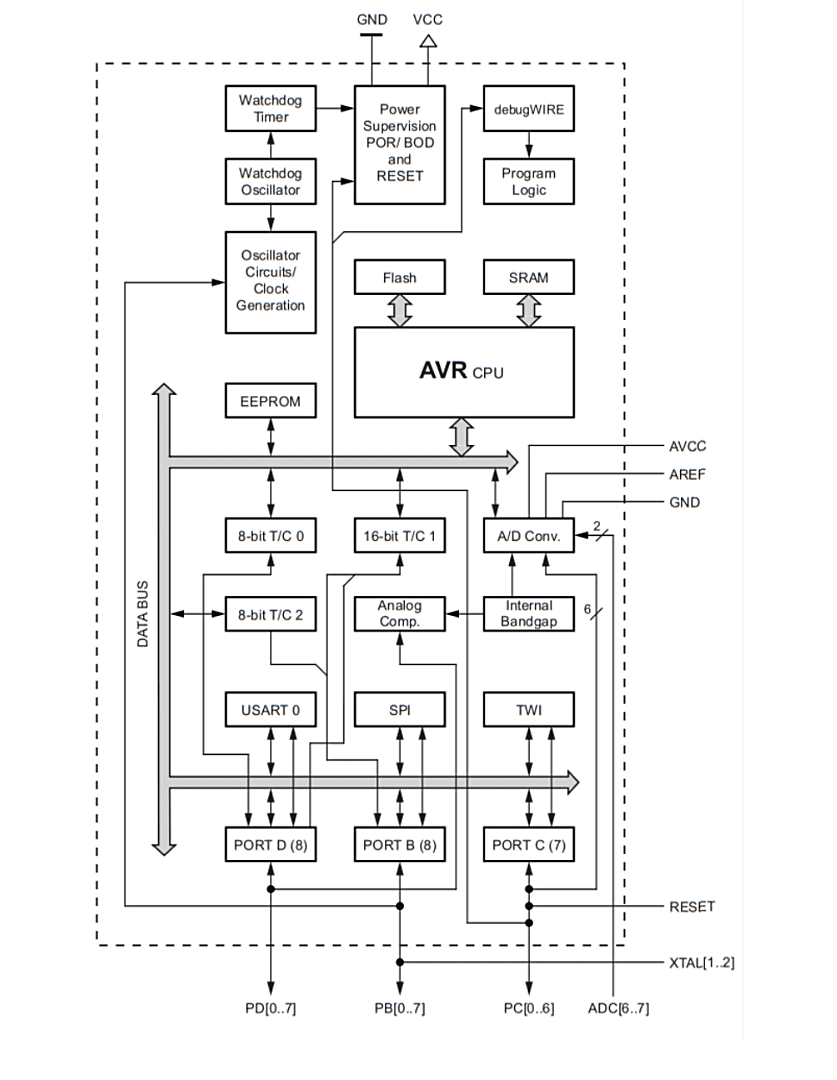 GND VCC
Watchdog
Timer
Power
Supervision
POR/ BOD
and
RESET
debugWIRE
Watchdog
Oscillator
Program
Logic
Oscillator
Circuits/
Clock
Generation
Flash
SRAM
AVR CPU
EEPROM
AVCC
AREF
GND
8-bit T/C 0
16-bit T/C 1
A/D Conv.
2
DATA BUS
8-bit T/C 2
Analog
Comp.
Internal
Bandgap
6
USART 0
SPI
TWI
PORT D (8)
PORT B (8)
PORT C (7)
RESET
XTAL[1..2]
PD[0..7]
PB[0..7]
PC[0..6]
ADC[6..7]